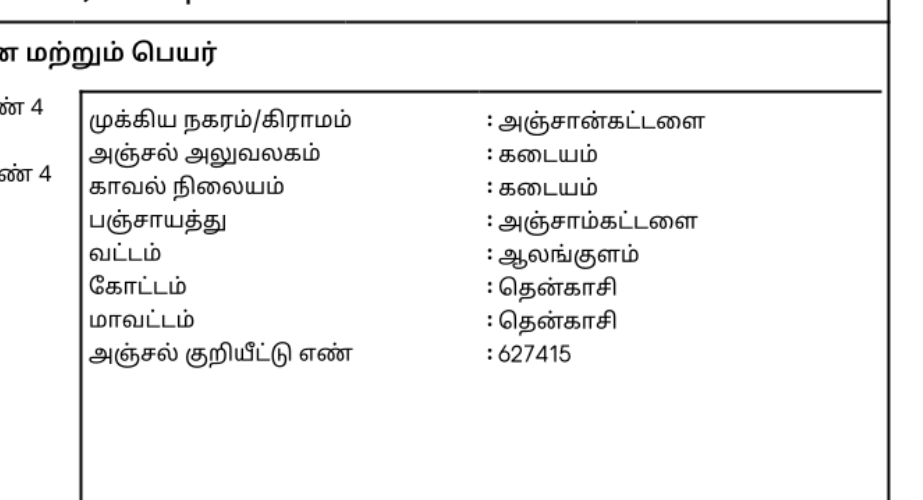 மற்றும் பெயர்
ண் 4
முக்கிய நகரம்/கிராமம் : அஞ்சான்கட்டளை
அஞ்சல் அலுவலகம் : கடையம்
ண் 4
காவல் நிலையம் : கடையம்
பஞ்சாயத்து : அஞ்சாம்கட்டளை
வட்டம் : ஆலங்குளம்
கோட்டம் : தென்காசி
மாவட்டம் : தென்காசி
அஞ்சல் குறியீட்டு எண் : 627415